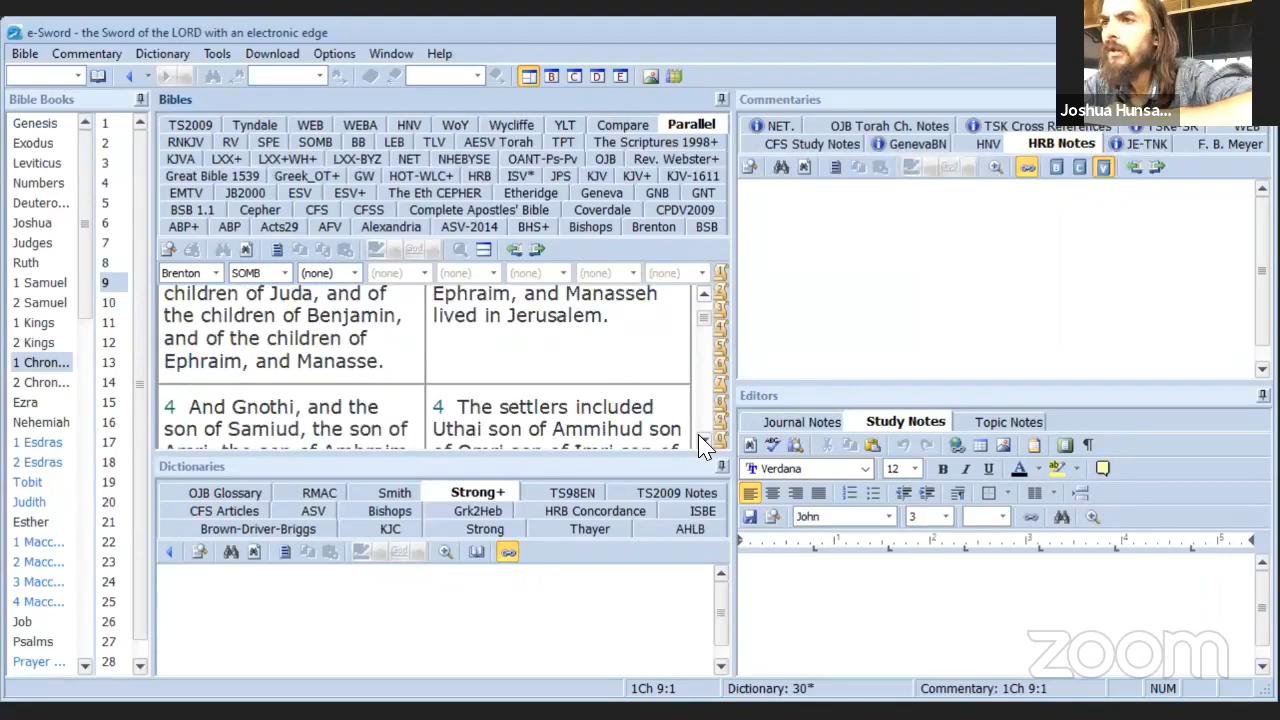 e-Sword - the Sword of the LORD with an electronic edge
Joshua Hunsa...
Bible Commentary Dictionary Tools Download Options Window Help
B C D E
Bible Books
Genesis
Exodus
Leviticus
Numbers
Deutero...
Joshua
Judges
Ruth
1 Samuel
2 Samuel
1 Kings
2 Kings
1 Chron...
2 Chron...
Ezra
Nehemiah
1 Esdras
2 Esdras
Tobit
Judith
Esther
1 Macc...
2 Macc...
3 Macc...
4 Macc...
Job
Psalms
Prayer ...
1
2
3
4
5
6
7
8
9
10
11
12
13
14
15
16
17
18
19
20
21
22
23
24
25
26
27
28
Bibles
TS2009 Tyndale WEB WEBA HNV WoY Wycliffe YLT Compare Parallel
RNKJV RV SPE SOMB BB LEB TLV AESV Torah TPT The Scriptures 1998+
KJVA LXX+ LXX+WH+ LXX-BYZ NET NHEBYSE OANT-Ps-Pv OJB Rev. Webster+
Great Bible 1539 Greek_OT+ GW HOT-WLC+ HRB ISV* JPS KJV KJV+ KJV-1611
EMTV JB2000 ESV ESV+ The Eth CEPHER Etheridge Geneva GNB GNT
BSB 1.1 Cepher CFS CFSS Complete Apostles' Bible Coverdale CPDV2009
ABP+ ABP Acts29 AFV Alexandria ASV-2014 BHS+ Bishops Brenton BSB
Brenton SOMB (none) (none) (none) (none) (none) (none)
children of Juda, and of
the children of Benjamin,
and of the children of
Ephraim, and Manasse.
4 And Gnothi, and the
son of Samiud, the son of
Ephraim, and Manasseh
lived in Jerusalem.
4 The settlers included
Uthai son of Ammihud son
Dictionaries
OJB Glossary RMAC Smith Strong+ TS98EN TS2009 Notes
CFS Articles ASV Bishops Grk2Heb HRB Concordance ISBE
Brown-Driver-Briggs KJC Strong Thayer AHLB
Commentaries
NET. OJB Torah Ch. Notes TSK Cross References TSKe-SR WEB
CFS Study Notes GenevaBN HNV HRB Notes JE-TNK F. B. Meyer
B C V
Editors
Journal Notes Study Notes Topic Notes
Verdana 12 B I U A ab
John 3
1 2 3 4 5
zoom
1Ch 9:1 Dictionary: 30* Commentary: 1Ch 9:1 NUM